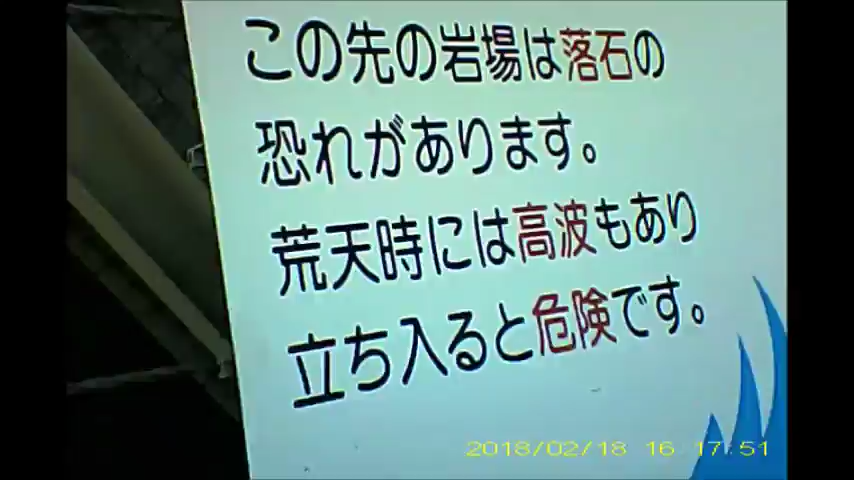 この先の岩場は落石の
恐れがあります。
荒天時には高波もあり
立ち入ると危険です。
2018/02/18 16:17:51